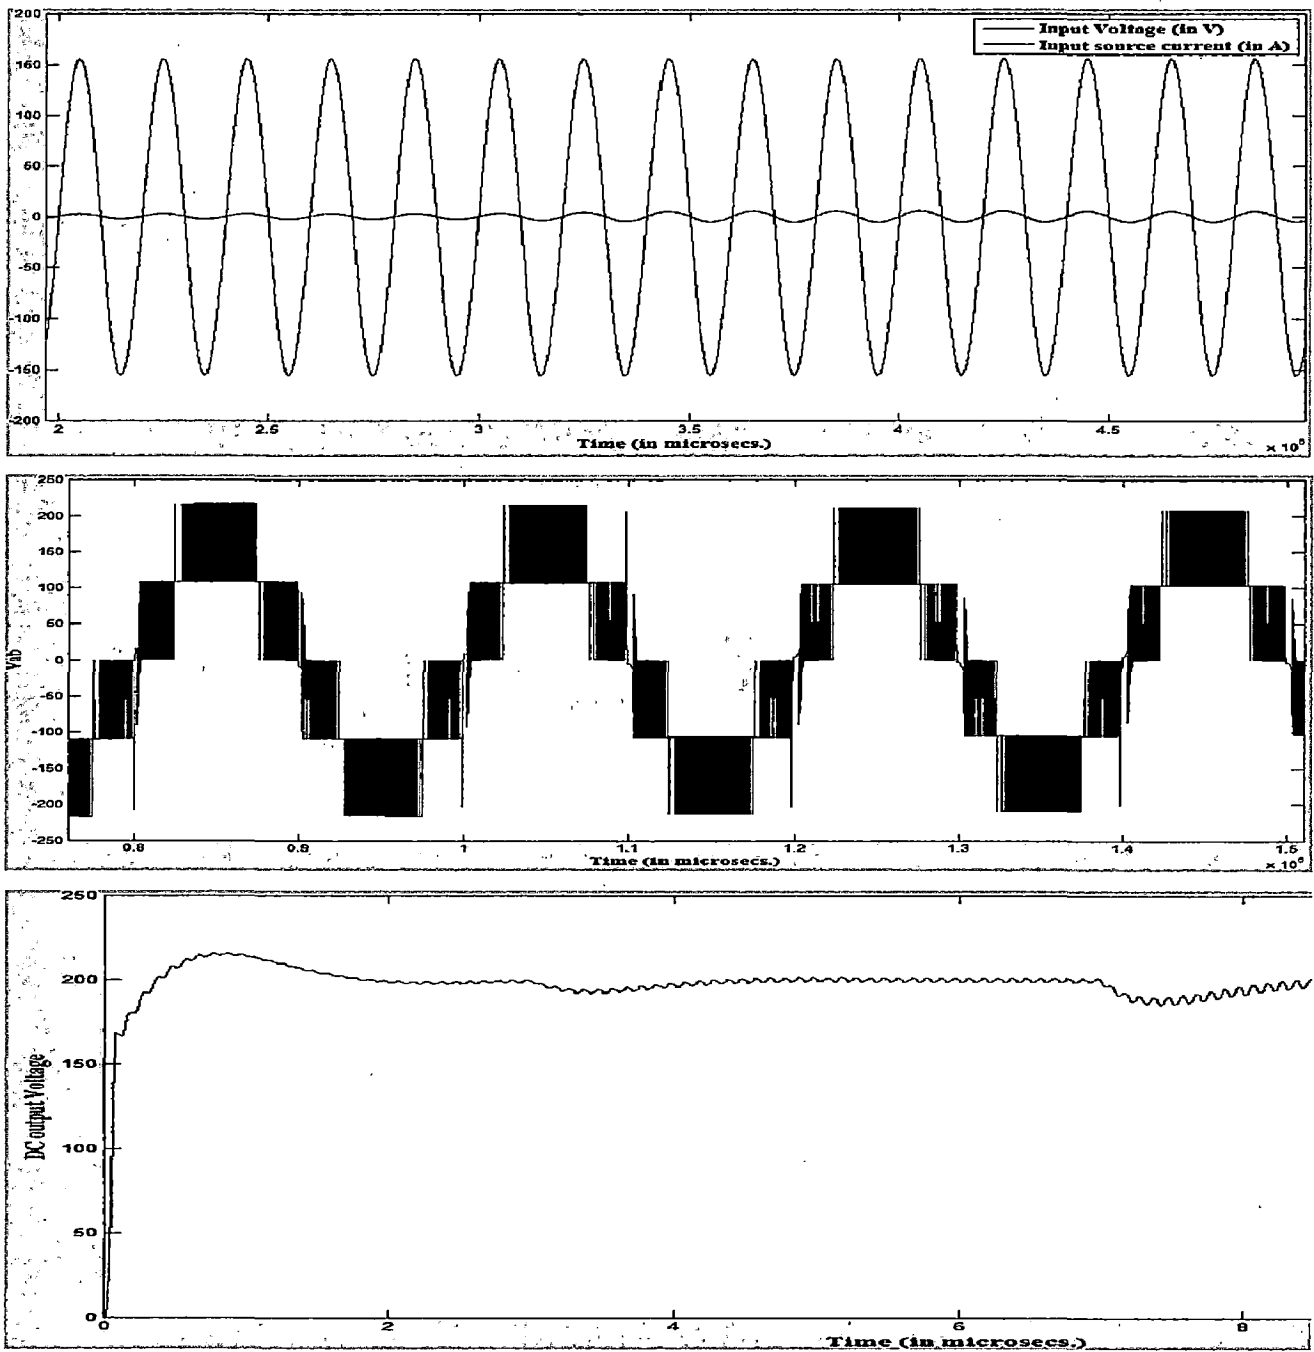 200
150
100
50
0
-50
-100
-150
-200
Input Voltage (in V)
Input source current (in A)
2 2.5 3 3.5 4 4.5
Time (in microsecs.)
x 10⁵
250
200
150
100
50
0
-50
-100
-150
-200
-250
Vab
9.8 9.9 1 1.1 1.2 1.3 1.4 1.5
Time (in microsecs.)
x 10⁶
250
200
150
100
50
0
DC output Voltage
0 2 4 6 8
Time (in microsecs.)